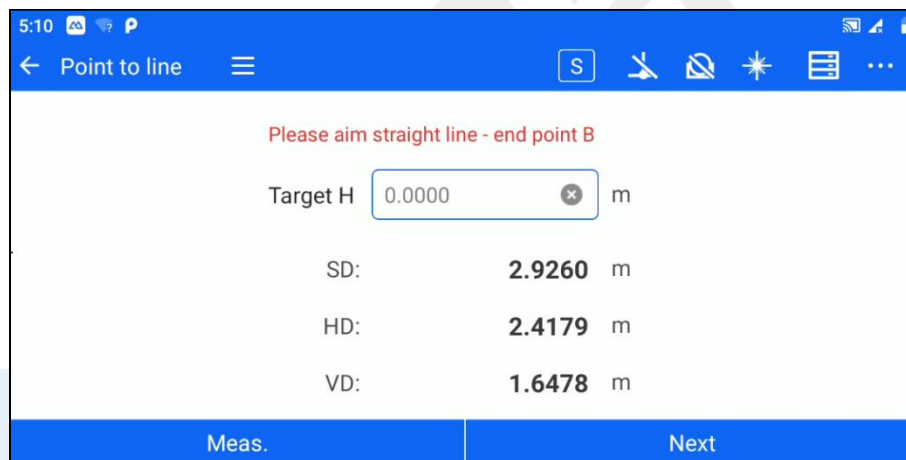 5:10
Point to line
S
Please aim straight line - end point B
Target H 0.0000 m
SD: 2.9260 m
HD: 2.4179 m
VD: 1.6478 m
Meas. Next